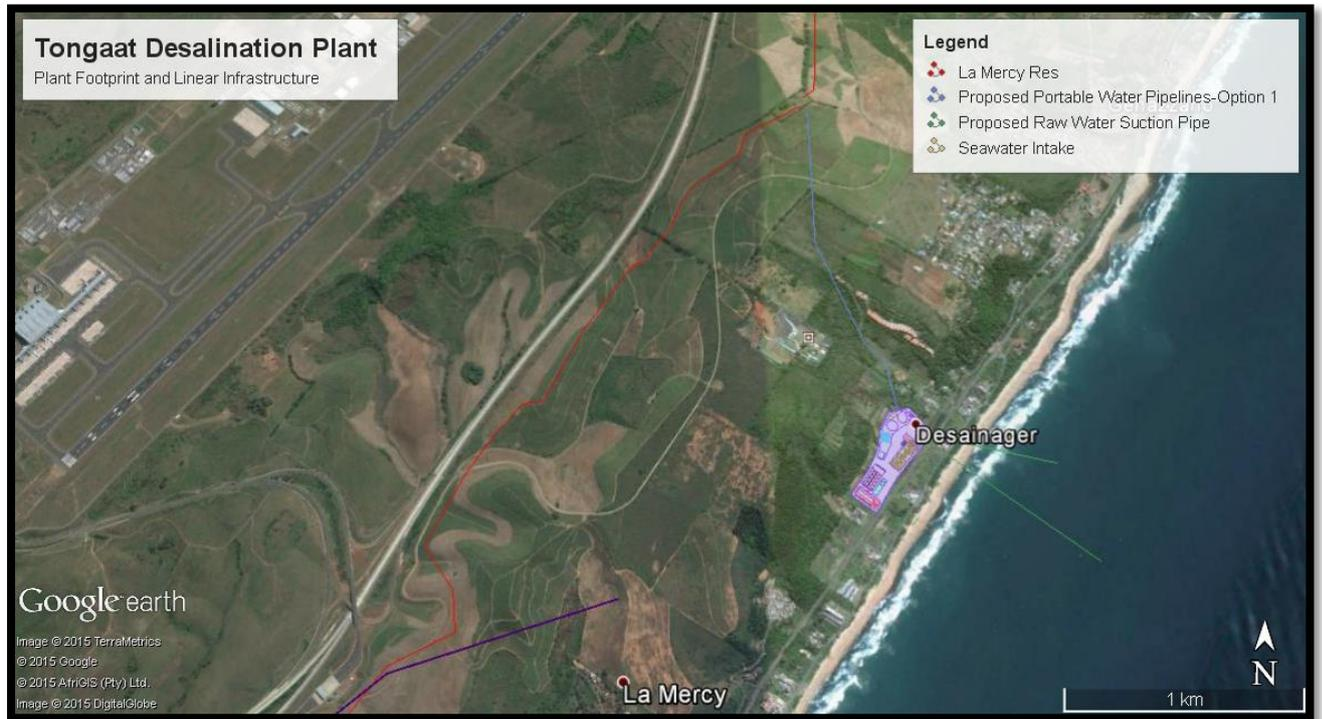 Tongaat Desalination Plant
Plant Footprint and Linear Infrastructure
Legend
La Mercy Res
Proposed Portable Water Pipelines-Option 1
Proposed Raw Water Suction Pipe
Seawater Intake
Desainager
La Mercy
Google earth
Image © 2015 TerraMetrics
© 2015 Google
© 2015 AfriGIS (Pty) Ltd.
Image © 2015 DigitalGlobe
N
1 km